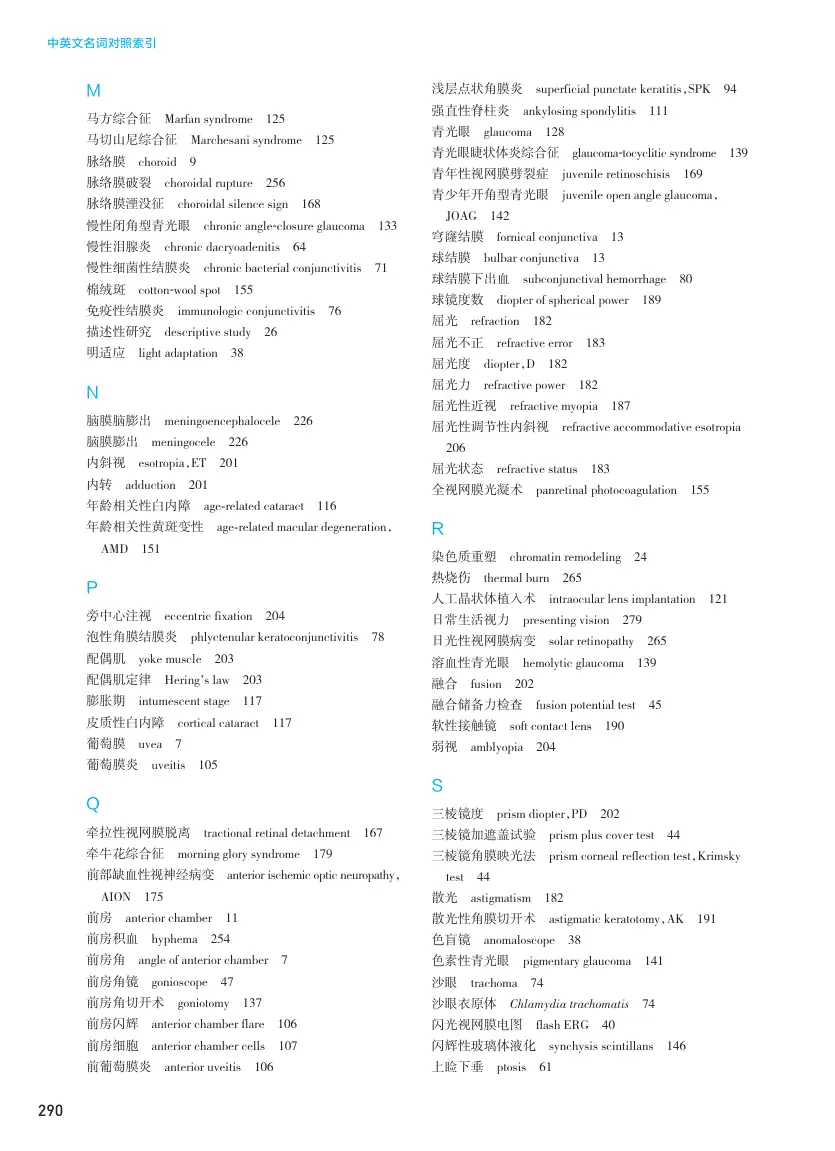 中英文名词对照索引
M
马方综合征 Marfan syndrome 125
马切山尼综合征 Marchesani syndrome 125
脉络膜 choroid 9
脉络膜破裂 choroidal rupture 256
脉络膜湮没征 choroidal silence sign 168
慢性闭角型青光眼 chronic angle-closure glaucoma 133
慢性泪腺炎 chronic dacryoadenitis 64
慢性细菌性结膜炎 chronic bacterial conjunctivitis 71
棉绒斑 cotton-wool spot 155
免疫性结膜炎 immunologic conjunctivitis 76
描述性研究 descriptive study 26
明适应 light adaptation 38
N
脑膜脑膨出 meningoencephalocele 226
脑膜膨出 meningocele 226
内斜视 esotropia,ET 201
内转 adduction 201
年龄相关性白内障 age-related cataract 116
年龄相关性黄斑变性 age-related macular degeneration,
AMD 151
P
旁中心注视 eccentric fixation 204
泡性角膜结膜炎 phlyctenular keratoconjunctivitis 78
配偶肌 yoke muscle 203
配偶肌定律 Hering's law 203
膨胀期 intumescent stage 117
皮质性白内障 cortical cataract 117
葡萄膜 uvea 7
葡萄膜炎 uveitis 105
Q
牵拉性视网膜脱离 tractional retinal detachment 167
牵牛花综合征 morning glory syndrome 179
前部缺血性视神经病变 anterior ischemic optic neuropathy,
AION 175
前房 anterior chamber 11
前房积血 hyphema 254
前房角 angle of anterior chamber 7
前房角镜 gonioscope 47
前房角切开术 goniotomy 137
前房闪辉 anterior chamber flare 106
前房细胞 anterior chamber cells 107
前葡萄膜炎 anterior uveitis 106
浅层点状角膜炎 superficial punctate keratitis,SPK 94
强直性脊柱炎 ankylosing spondylitis 111
青光眼 glaucoma 128
青光眼睫状体炎综合征 glaucoma-tocyclitic syndrome 139
青年性视网膜劈裂症 juvenile retinoschisis 169
青少年开角型青光眼 juvenile open angle glaucoma,
JOAG 142
穹窿结膜 fornical conjunctiva 13
球结膜 bulbar conjunctiva 13
球结膜下出血 subconjunctival hemorrhage 80
球镜度数 diopter of spherical power 189
屈光 refraction 182
屈光不正 refractive error 183
屈光度 diopter,D 182
屈光力 refractive power 182
屈光性近视 refractive myopia 187
屈光性调节性内斜视 refractive accommodative esotropia
206
屈光状态 refractive status 183
全视网膜光凝术 panretinal photocoagulation 155
R
染色质重塑 chromatin remodeling 24
热烧伤 thermal burn 265
人工晶状体植入术 intraocular lens implantation 121
日常生活视力 presenting vision 279
日光性视网膜病变 solar retinopathy 265
溶血性青光眼 hemolytic glaucoma 139
融合 fusion 202
融合储备力检查 fusion potential test 45
软性接触镜 soft contact lens 190
弱视 amblyopia 204
S
三棱镜度 prism diopter,PD 202
三棱镜加遮盖试验 prism plus cover test 44
三棱镜角膜映光法 prism corneal reflection test,Krimsky
test 44
散光 astigmatism 182
散光性角膜切开术 astigmatic keratotomy,AK 191
色盲镜 anomaloscope 38
色素性青光眼 pigmentary glaucoma 141
沙眼 trachoma 74
沙眼衣原体 Chlamydia trachomatis 74
闪光视网膜电图 flash ERG 40
闪辉性玻璃体液化 synchysis scintillans 146
上睑下垂 ptosis 61
290